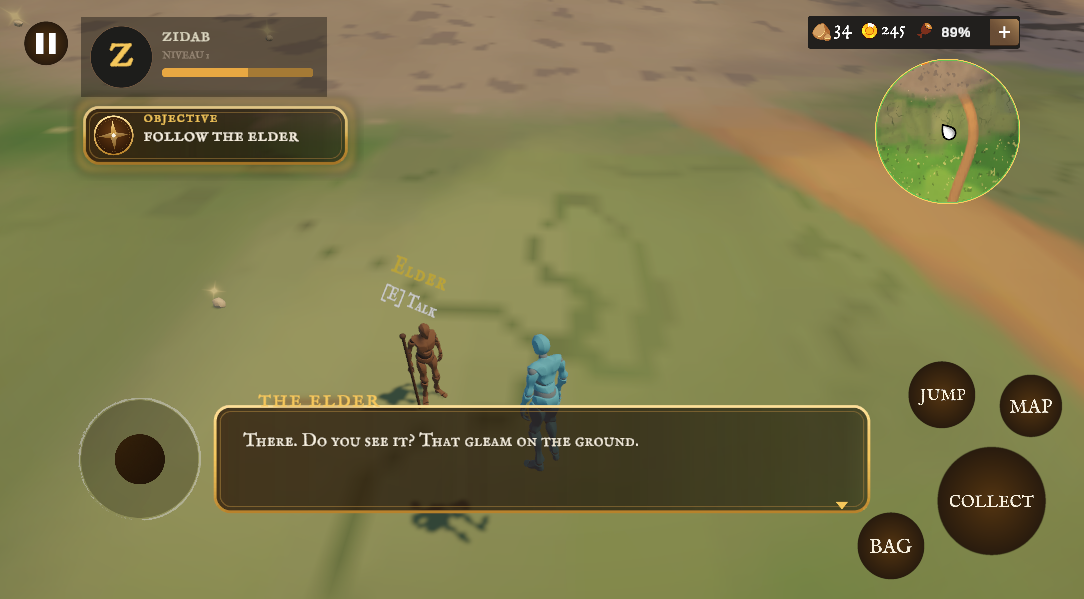 Z
ZIDAB
NIVEAU 1
34
245
89%
+
OBJECTIVE
FOLLOW THE ELDER
ELDER
[E] TALK
THE ELDER
THERE. DO YOU SEE IT? THAT GLEAM ON THE GROUND.
JUMP
MAP
COLLECT
BAG